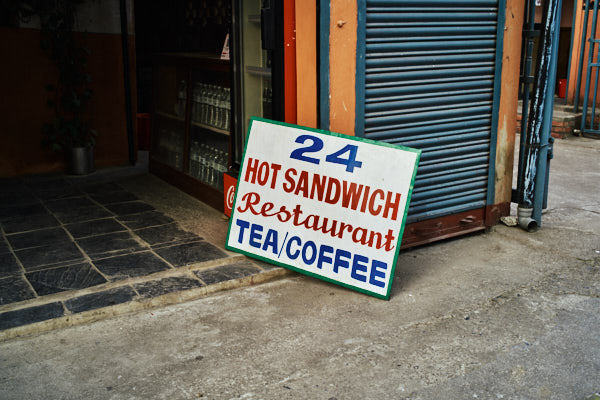 24
HOT SANDWICH
Restaurant
TEA/COFFEE